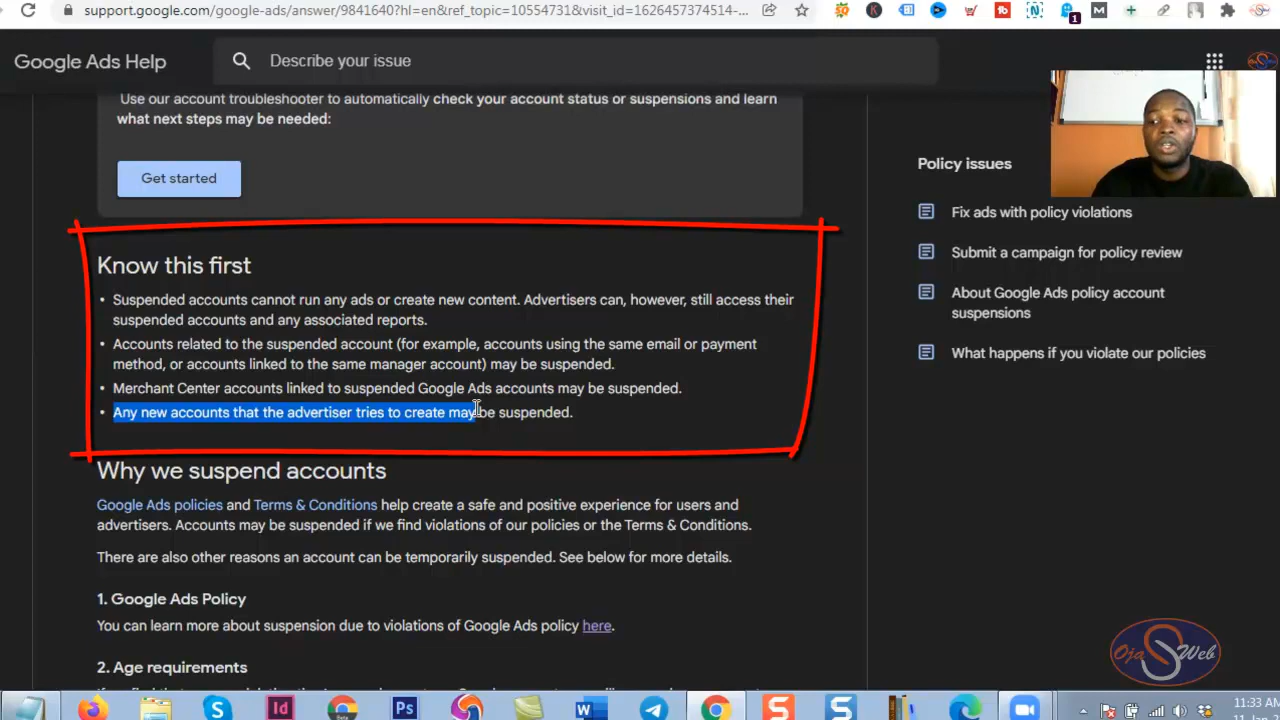 support.google.com/google-ads/answer/9841640?hl=en&ref_topic=10554731&visit_id=1626457374514-...
Google Ads Help
Describe your issue
Use our account troubleshooter to automatically check your account status or suspensions and learn
what next steps may be needed:
Get started
Know this first
• Suspended accounts cannot run any ads or create new content. Advertisers can, however, still access their
suspended accounts and any associated reports.
• Accounts related to the suspended account (for example, accounts using the same email or payment
method, or accounts linked to the same manager account) may be suspended.
• Merchant Center accounts linked to suspended Google Ads accounts may be suspended.
• Any new accounts that the advertiser tries to create may be suspended.
Why we suspend accounts
Google Ads policies and Terms & Conditions help create a safe and positive experience for users and
advertisers. Accounts may be suspended if we find violations of our policies or the Terms & Conditions.
There are also other reasons an account can be temporarily suspended. See below for more details.
1. Google Ads Policy
You can learn more about suspension due to violations of Google Ads policy here.
2. Age requirements
Policy issues
Fix ads with policy violations
Submit a campaign for policy review
About Google Ads policy account
suspensions
What happens if you violate our policies
Oja S Web
11:33 AM